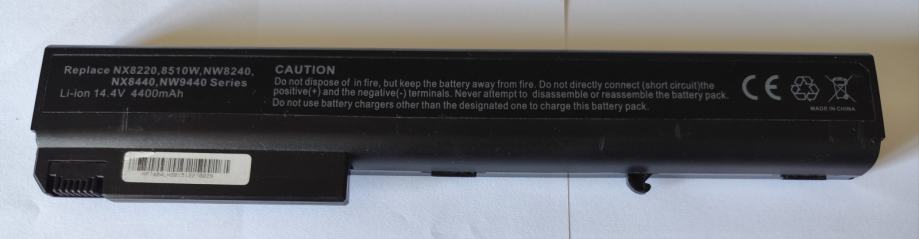 Replace NX8220,8510W,NW8240,
NX8440,NW9440 Series
Li-ion 14.4V 4400mAh
CAUTION
Do not dispose of in fire, but keep the battery away from fire. Do not directly connect (short circuit)the
positive(+) and the negative(-) terminals. Never attempt to disassemble or reassemble the battery pack.
Do not use battery chargers other than the designated one to charge this battery pack.
CE
MADE IN CHINA